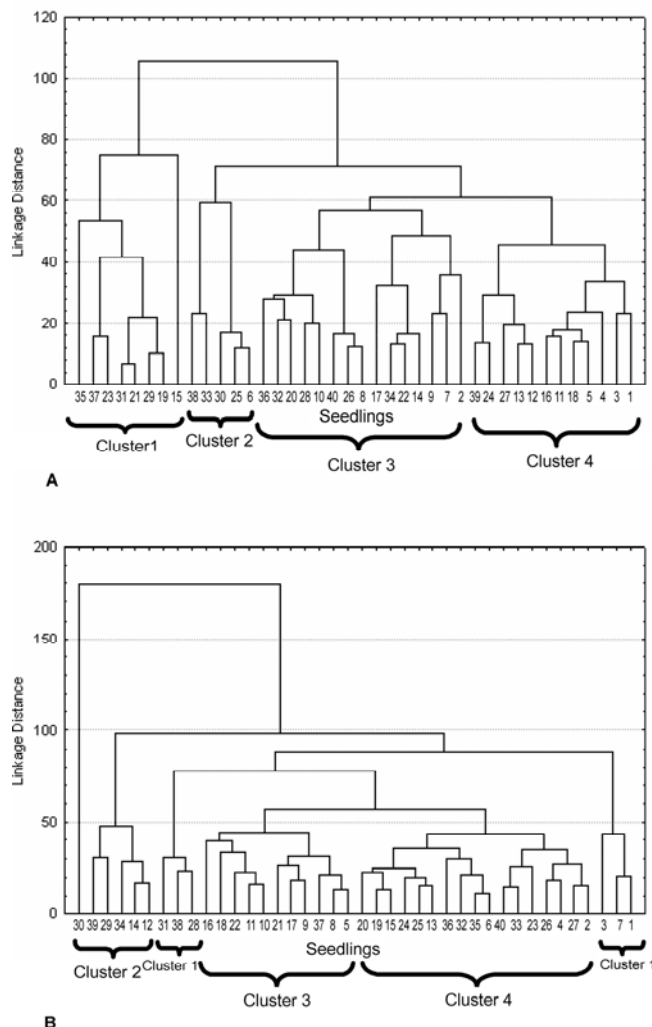 120
100
80
60
40
20
0
Linkage Distance
35 37 23 31 21 29 19 15 38 33 30 25 6 36 32 20 28 10 40 26 8 17 34 22 14 9 7 2 39 24 27 13 12 16 11 18 5 4 3 1
Seedlings
Cluster1 Cluster 2 Cluster 3 Cluster 4
A
200
150
100
50
0
Linkage Distance
30 39 29 34 14 12 31 38 28 16 18 22 11 10 21 17 9 37 8 5 20 19 15 24 25 13 36 32 35 6 40 33 23 26 4 27 2 3 7 1
Seedlings
Cluster 2 Cluster 1 Cluster 3 Cluster 4 Cluster 1
B